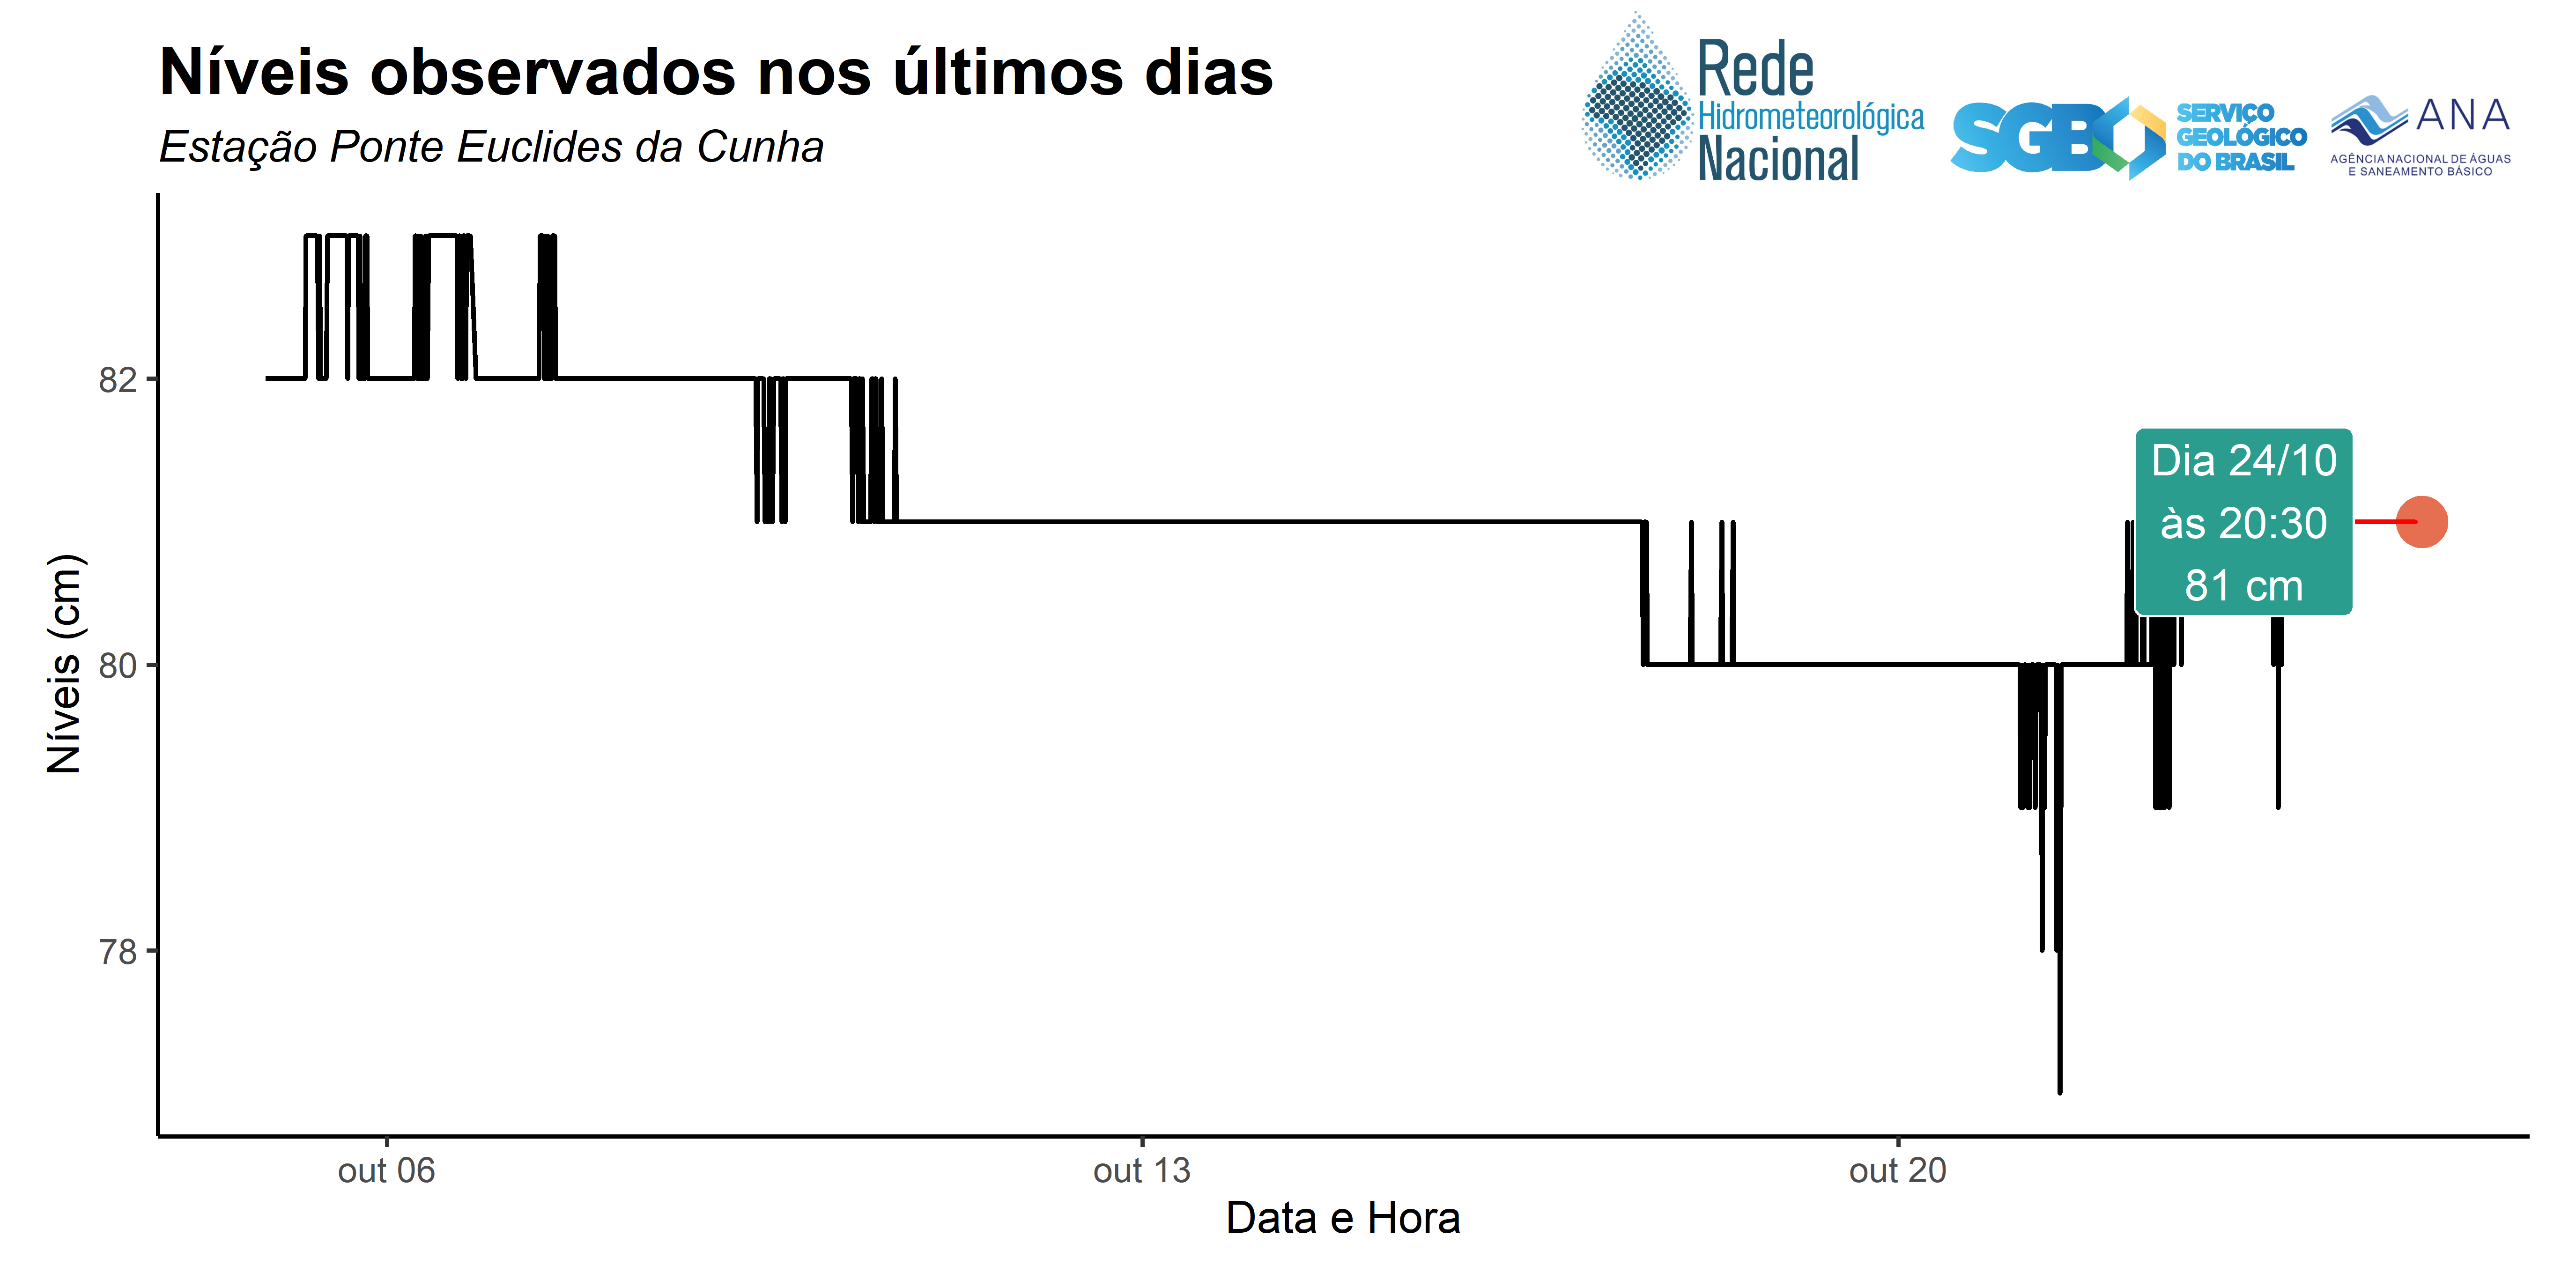 Níveis observados nos últimos dias
Estação Ponte Euclides da Cunha
Rede
Hidrometeorológica
Nacional
SGB
SERVIÇO
GEOLÓGICO
DO BRASIL
ANA
AGÊNCIA NACIONAL DE ÁGUAS
E SANEAMENTO BÁSICO
Níveis (cm)
82
80
78
Dia 24/10
às 20:30
81 cm
out 06
out 13
out 20
Data e Hora